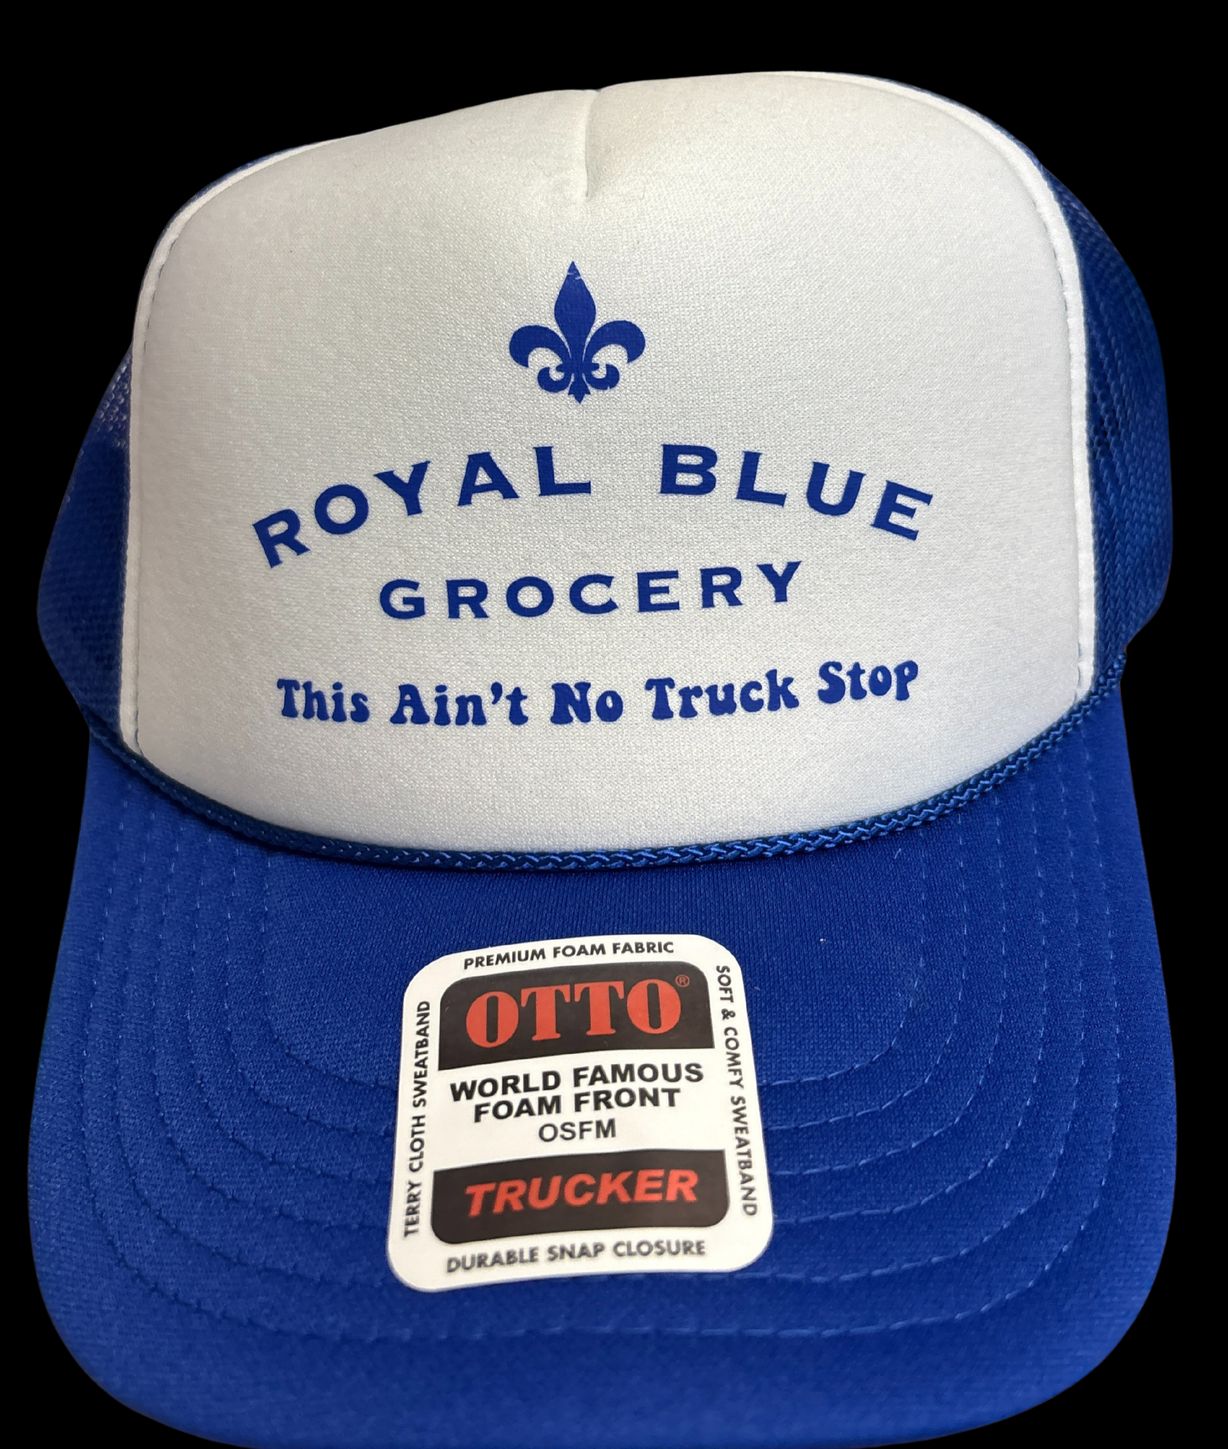 ROYAL BLUE
GROCERY
This Ain't No Truck Stop
PREMIUM FOAM FABRIC
OTTO®
WORLD FAMOUS
FOAM FRONT
OSFM
TRUCKER
DURABLE SNAP CLOSURE
TERRY CLOTH SWEATBAND
SOFT & COMFY SWEATBAND